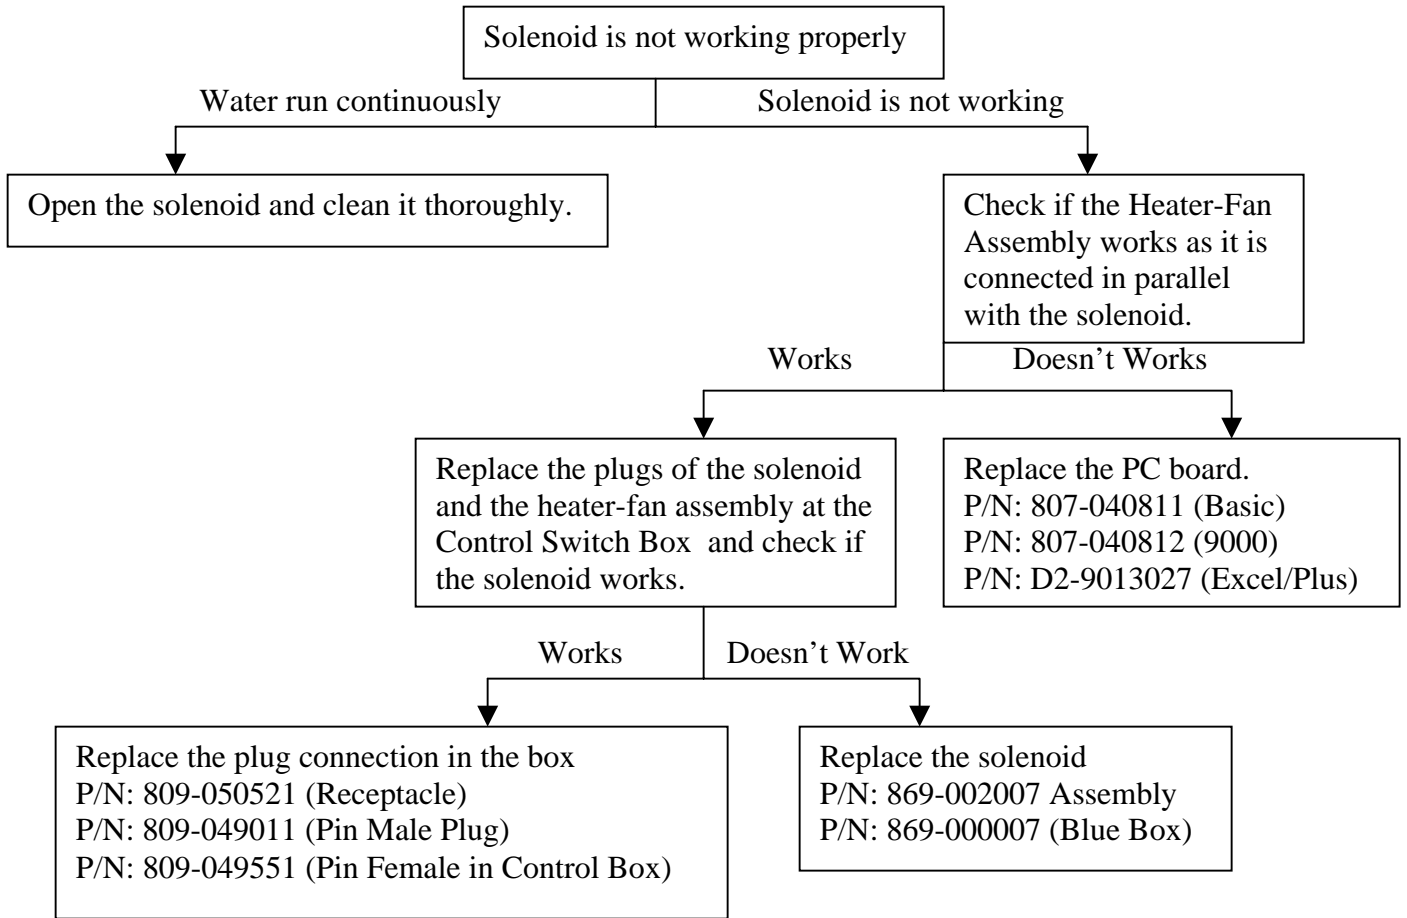 Solenoid is not working properly
Water run continuously
Solenoid is not working
Open the solenoid and clean it thoroughly.
Check if the Heater-Fan
Assembly works as it is
connected in parallel
with the solenoid.
Works
Doesn’t Works
Replace the plugs of the solenoid
and the heater-fan assembly at the
Control Switch Box and check if
the solenoid works.
Replace the PC board.
P/N: 807-040811 (Basic)
P/N: 807-040812 (9000)
P/N: D2-9013027 (Excel/Plus)
Works
Doesn’t Work
Replace the plug connection in the box
P/N: 809-050521 (Receptacle)
P/N: 809-049011 (Pin Male Plug)
P/N: 809-049551 (Pin Female in Control Box)
Replace the solenoid
P/N: 869-002007 Assembly
P/N: 869-000007 (Blue Box)